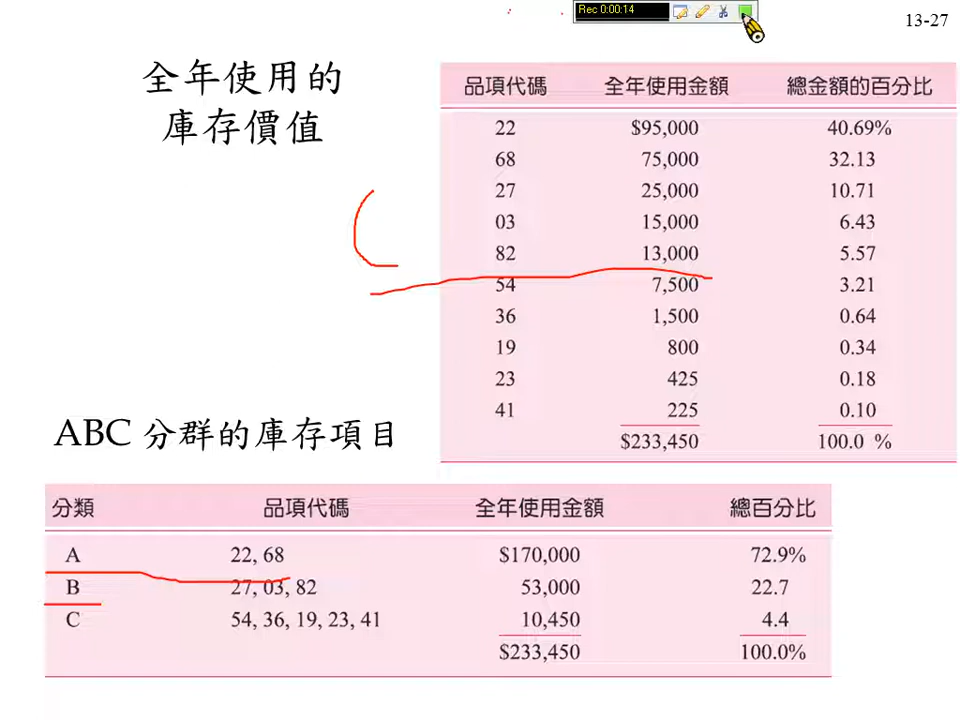 Rec 0:00:14
13-27
全年使用的
庫存價值
品項代碼 全年使用金額 總金額的百分比
22 $95,000 40.69%
68 75,000 32.13
27 25,000 10.71
03 15,000 6.43
82 13,000 5.57
54 7,500 3.21
36 1,500 0.64
19 800 0.34
23 425 0.18
41 225 0.10
$233,450 100.0 %
ABC 分群的庫存項目
分類 品項代碼 全年使用金額 總百分比
A 22, 68 $170,000 72.9%
B 27, 03, 82 53,000 22.7
C 54, 36, 19, 23, 41 10,450 4.4
$233,450 100.0%